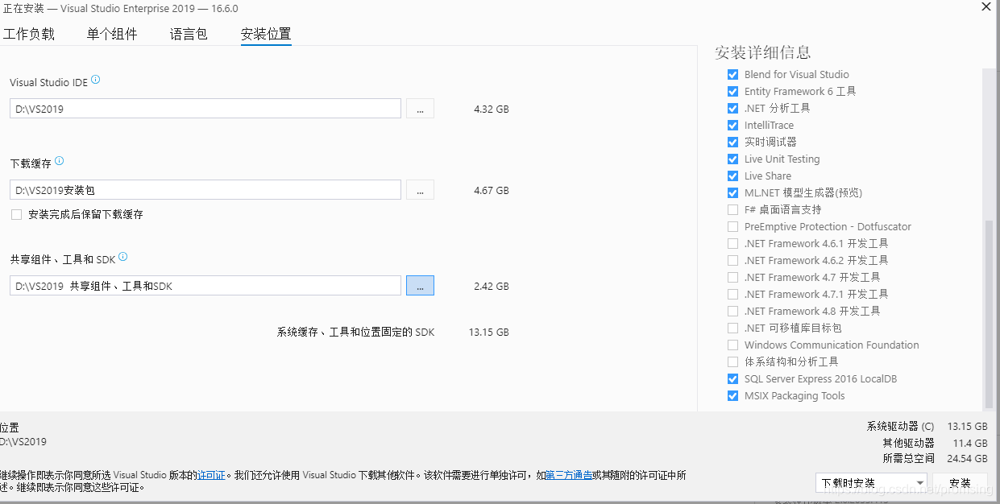 正在安装 — Visual Studio Enterprise 2019 — 16.6.0
工作负载 单个组件 语言包 安装位置
Visual Studio IDE
D:\VS2019 ... 4.32 GB
下载缓存
D:\VS2019安装包 ... 4.67 GB
安装完成后保留下载缓存
共享组件、工具和 SDK
D:\VS2019 共享组件、工具和SDK ... 2.42 GB
系统缓存、工具和位置固定的 SDK 13.15 GB
安装详细信息
Blend for Visual Studio
Entity Framework 6 工具
.NET 分析工具
IntelliTrace
实时调试器
Live Unit Testing
Live Share
ML.NET 模型生成器(预览)
F# 桌面语言支持
PreEmptive Protection - Dotfuscator
.NET Framework 4.6.1 开发工具
.NET Framework 4.6.2 开发工具
.NET Framework 4.7 开发工具
.NET Framework 4.7.1 开发工具
.NET Framework 4.8 开发工具
.NET 可移植库目标包
Windows Communication Foundation
体系结构和分析工具
SQL Server Express 2016 LocalDB
MSIX Packaging Tools
位置
D:\VS2019
继续操作即表示你同意所选 Visual Studio 版本的许可证。我们还允许使用 Visual Studio 下载其他软件。该软件需要进行单独许可，如第三方通告或其随附的许可证中所
述。继续即表示你同意这些许可证。
系统驱动器 (C) 13.15 GB
其他驱动器 11.4 GB
所需总空间 24.54 GB
下载时安装 安装